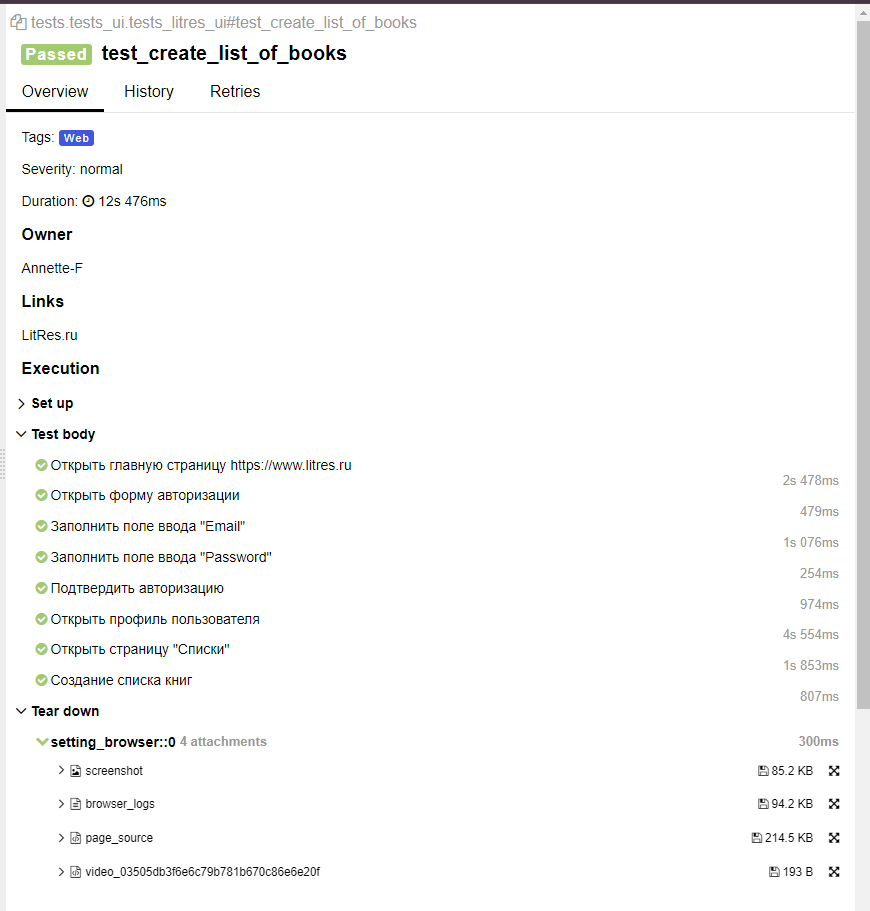 tests.tests_ui.tests_litres_ui#test_create_list_of_books
Passed test_create_list_of_books
Overview History Retries
Tags: Web
Severity: normal
Duration: 12s 476ms
Owner
Annette-F
Links
LitRes.ru
Execution
Set up
Test body
Открыть главную страницу https://www.litres.ru
2s 478ms
Открыть форму авторизации
479ms
Заполнить поле ввода "Email"
1s 076ms
Заполнить поле ввода "Password"
254ms
Подтвердить авторизацию
974ms
Открыть профиль пользователя
4s 554ms
Открыть страницу "Списки"
1s 853ms
Создание списка книг
807ms
Tear down
setting_browser::0 4 attachments 300ms
screenshot 85.2 KB
browser_logs 94.2 KB
page_source 214.5 KB
video_03505db3f6e6c79b781b670c86e6e20f 193 B